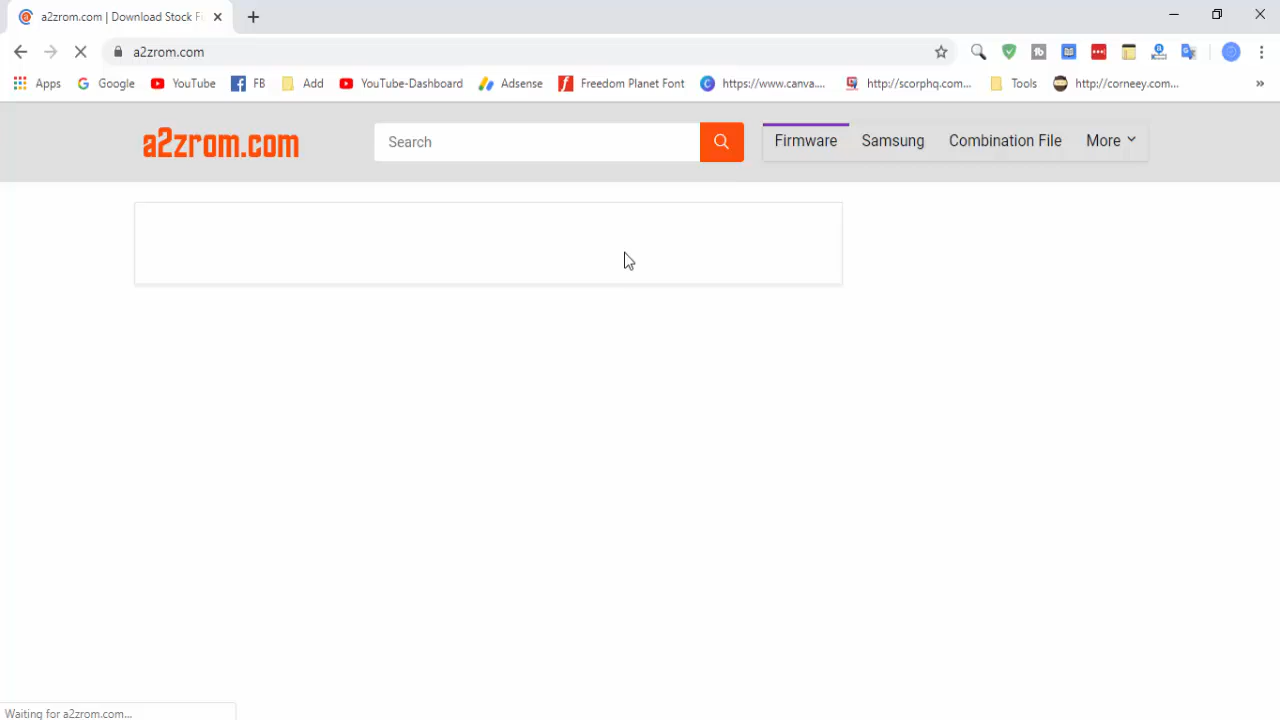 a2zrom.com | Download Stock Fi
a2zrom.com
Apps
Google
YouTube
FB
Add
YouTube-Dashboard
Adsense
Freedom Planet Font
https://www.canva....
http://scorphq.com...
Tools
http://corneey.com...
»
a2zrom.com
Search
Firmware
Samsung
Combination File
More
Waiting for a2zrom.com...